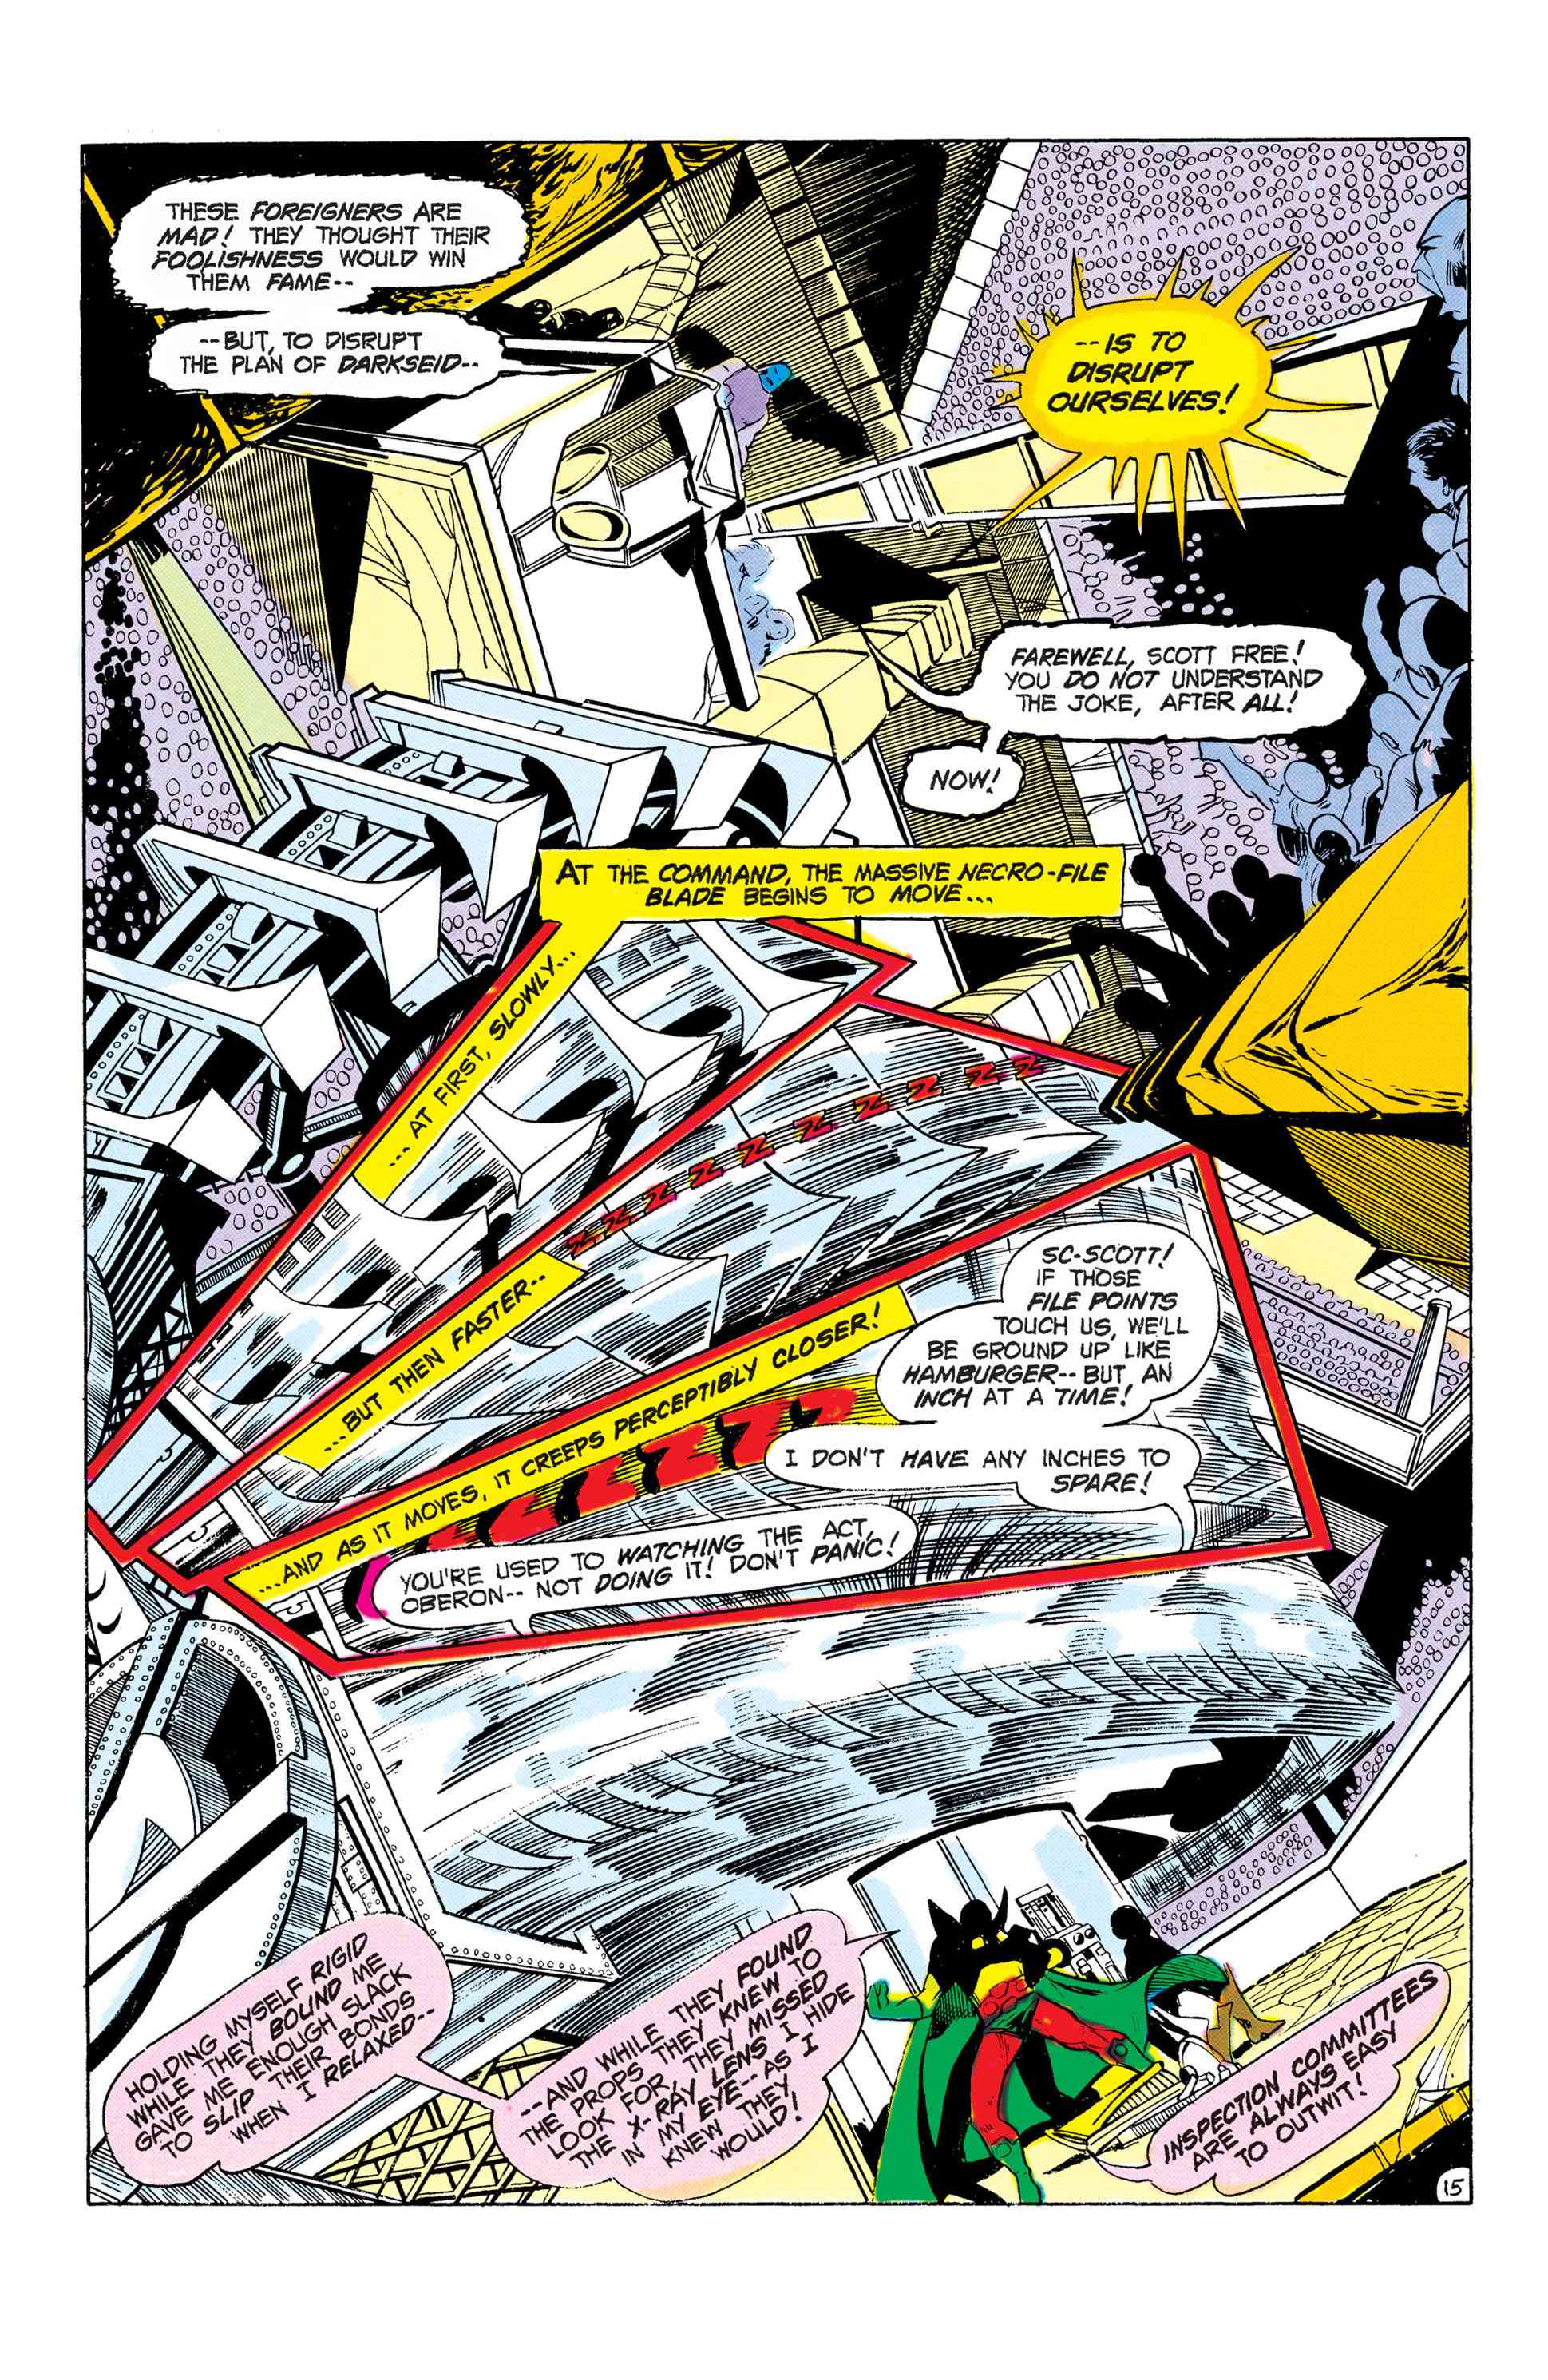 THESE FOREIGNERS ARE
MAD! THEY THOUGHT THEIR
FOOLISHNESS WOULD WIN
THEM FAME--
--BUT, TO DISRUPT
THE PLAN OF DARKSEID--
--IS TO
DISRUPT
OURSELVES!
FAREWELL, SCOTT FREE!
YOU DO NOT UNDERSTAND
THE JOKE, AFTER ALL!
NOW!
AT THE COMMAND, THE MASSIVE NECRO-FILE
BLADE BEGINS TO MOVE...
...AT FIRST, SLOWLY...
ZZZZZZZZZZ
...BUT THEN FASTER--
...AND AS IT MOVES, IT CREEPS PERCEPTIBLY CLOSER!
SC-SCOTT!
IF THOSE
FILE POINTS
TOUCH US, WE'LL
BE GROUND UP LIKE
HAMBURGER--BUT AN
INCH AT A TIME!
I DON'T HAVE ANY INCHES TO
SPARE!
YOU'RE USED TO WATCHING THE ACT,
OBERON--NOT DOING IT! DON'T PANIC!
HOLDING MYSELF RIGID
WHILE THEY BOUND ME
GAVE ME ENOUGH SLACK
TO SLIP THEIR BONDS
WHEN I RELAXED--
--AND WHILE THEY FOUND
THE PROPS THEY KNEW TO
LOOK FOR, THEY MISSED
THE X-RAY LENS I HIDE
IN MY EYE--AS I
KNEW THEY
WOULD!
INSPECTION COMMITTEES
ARE ALWAYS EASY
TO OUTWIT!
15